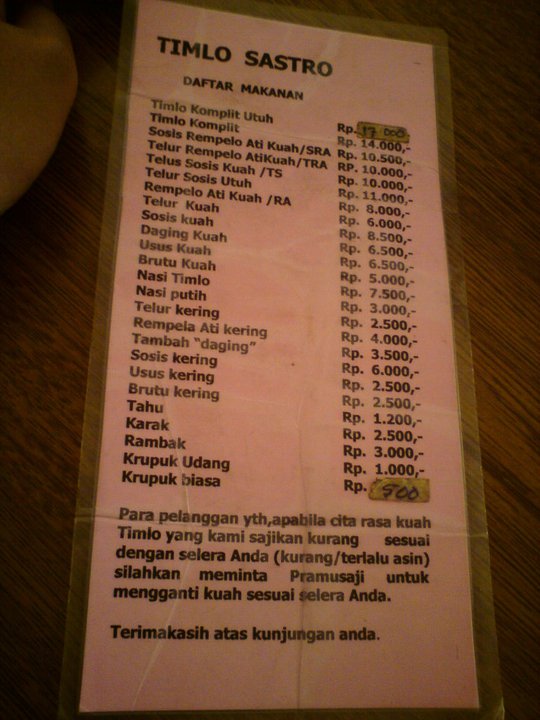 TIMLO SASTRO
DAFTAR MAKANAN
Timlo Komplit Utuh Rp. 17 000
Timlo Komplit Rp. 14.000,-
Sosis Rempelo Ati Kuah/SRA Rp. 10.500,-
Telur Rempelo AtiKuah/TRA RP. 10.000,-
Telus Sosis Kuah /TS Rp. 10.000,-
Telur Sosis Utuh Rp. 11.000,-
Rempelo Ati Kuah /RA Rp. 8.000,-
Telur Kuah Rp. 6.000,-
Sosis kuah Rp. 8.500,-
Daging Kuah Rp. 6.500,-
Usus Kuah Rp. 6.500,-
Brutu Kuah Rp. 5.000,-
Nasi Timlo Rp. 7.500,-
Nasi putih Rp. 3.000,-
Telur kering Rp. 2.500,-
Rempela Ati kering Rp. 4.000,-
Tambah “daging” Rp. 3.500,-
Sosis kering Rp. 6.000,-
Usus kering Rp. 2.500,-
Brutu kering Rp. 2.500,-
Tahu Rp. 1.200,-
Karak Rp. 2.500,-
Rambak Rp. 3.000,-
Krupuk Udang Rp. 1.000,-
Krupuk biasa Rp. 500
Para pelanggan yth,apabila cita rasa kuah
Timlo yang kami sajikan kurang sesuai
dengan selera Anda (kurang/terlalu asin)
silahkan meminta Pramusaji untuk
mengganti kuah sesuai selera Anda.
Terimakasih atas kunjungan anda.